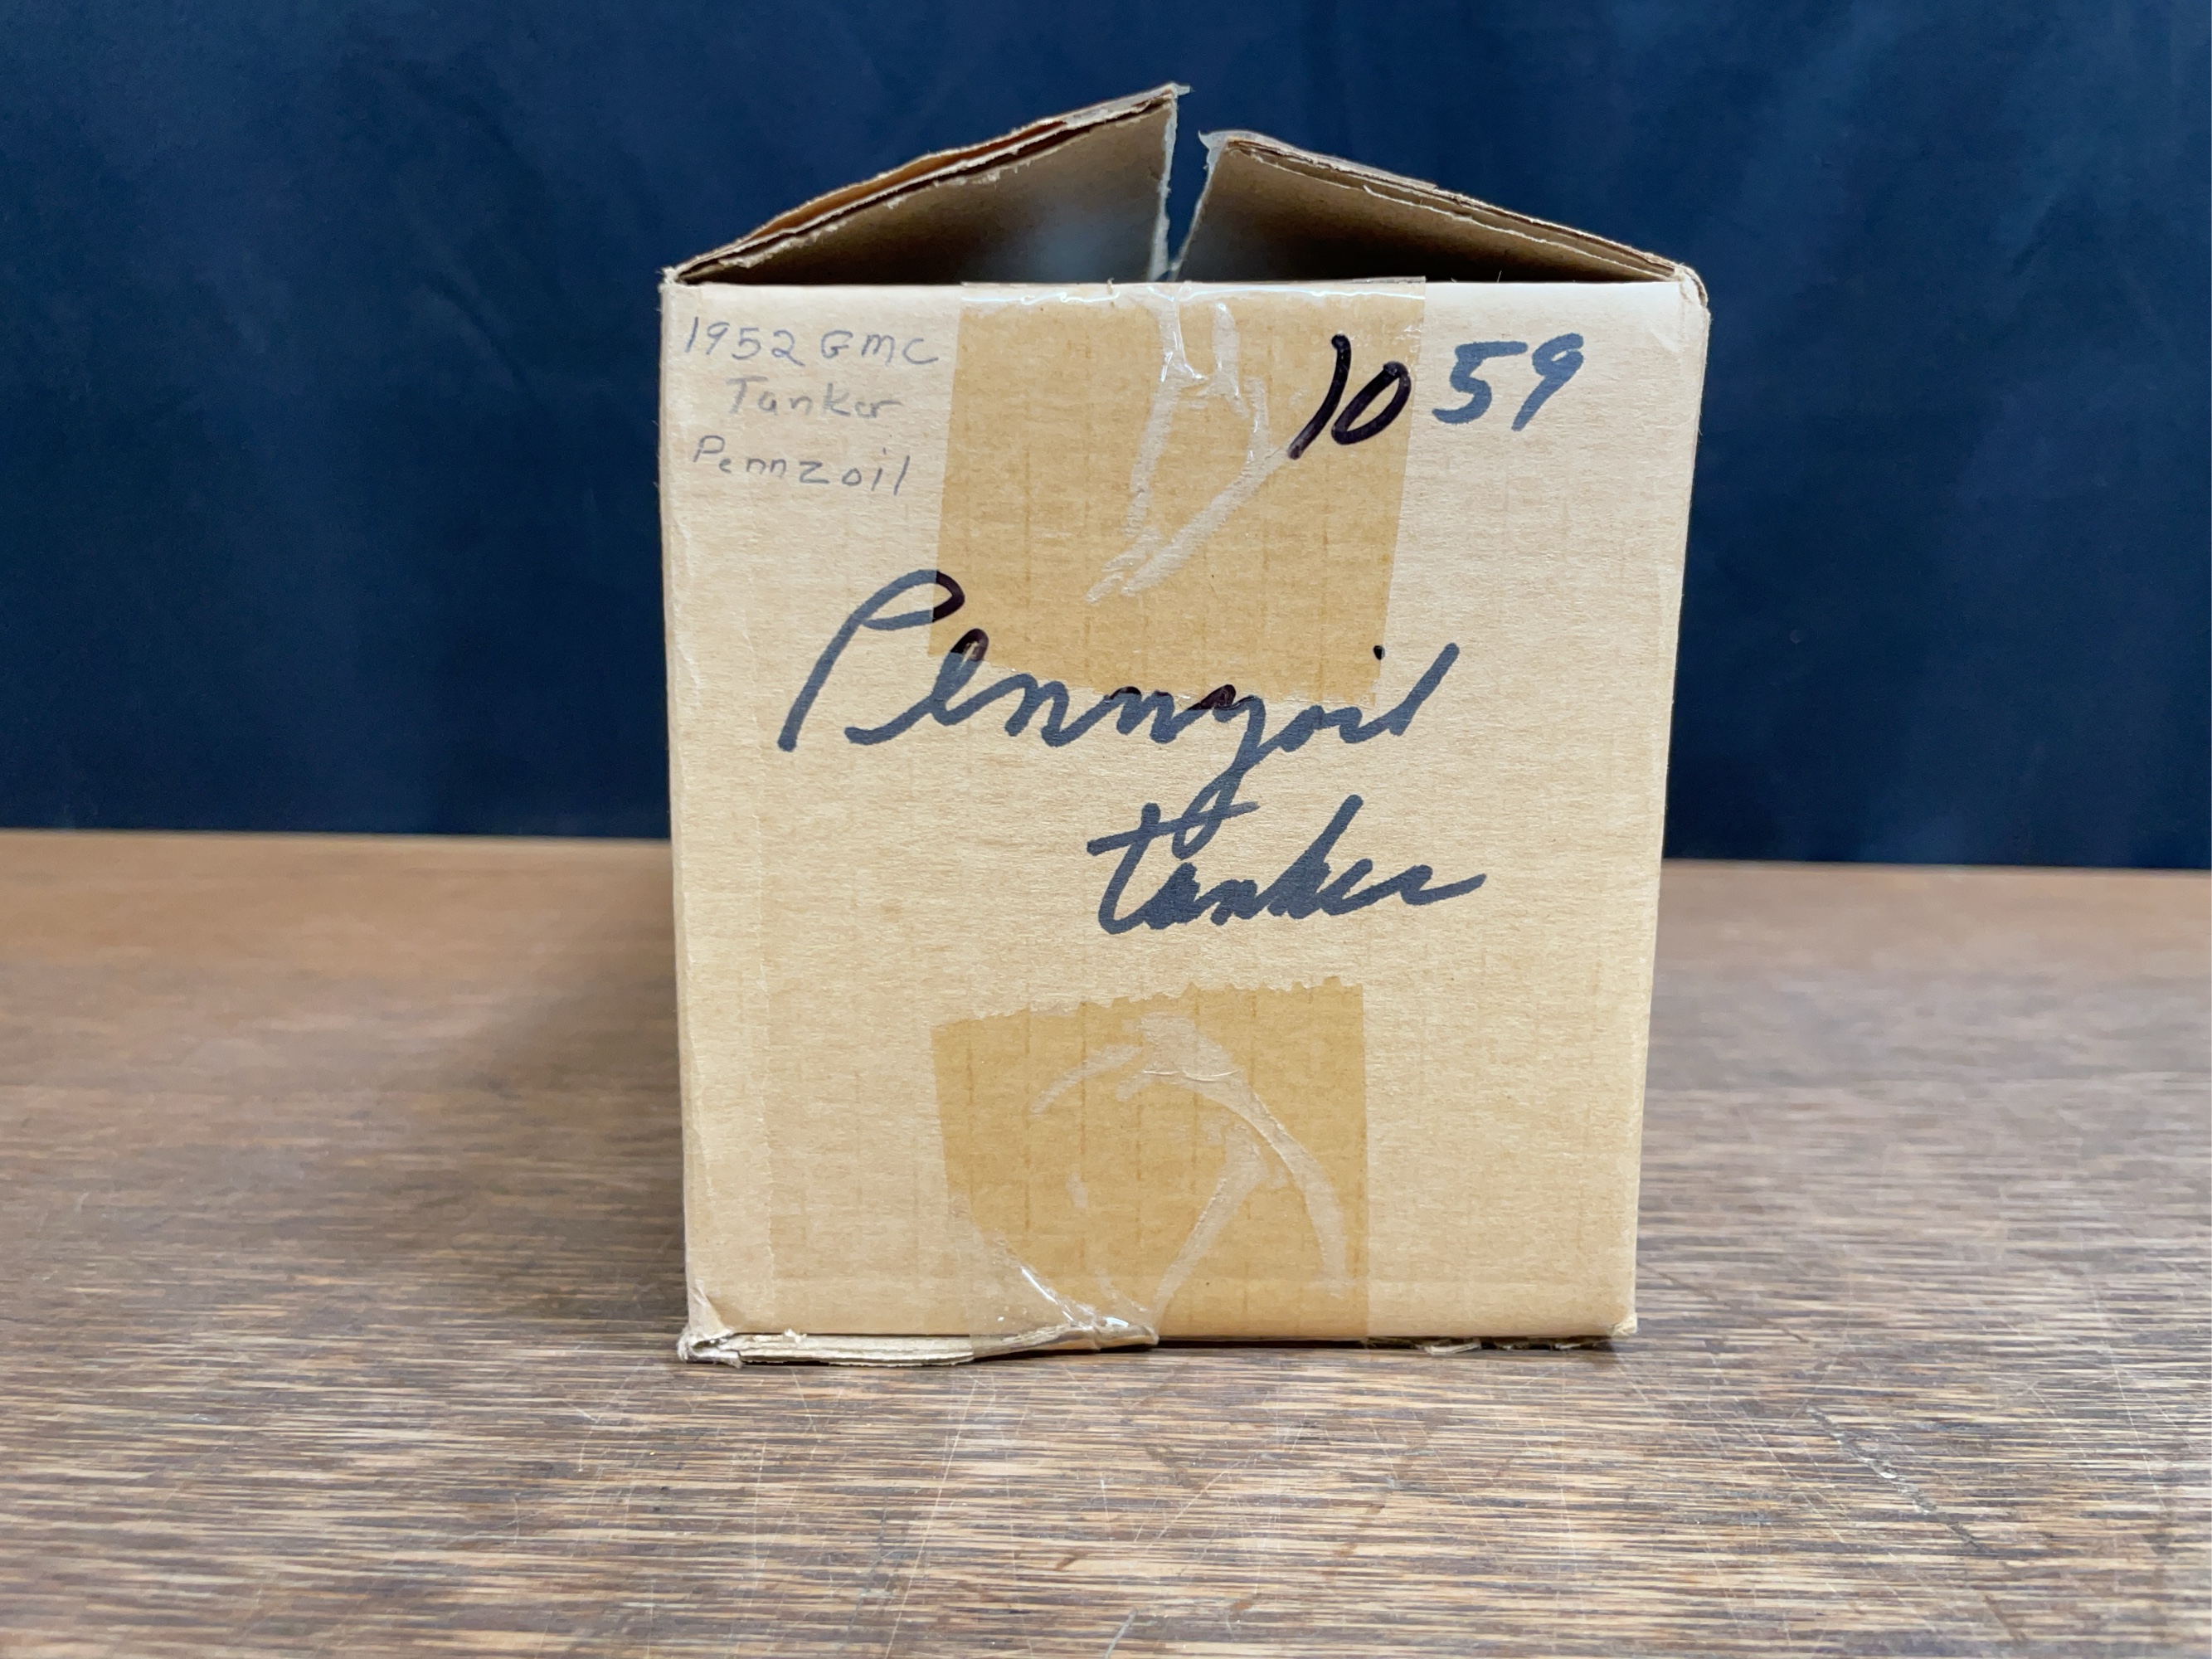 1952 GMC
Tanker
Pennzoil
1059
Pennzoil
tanker